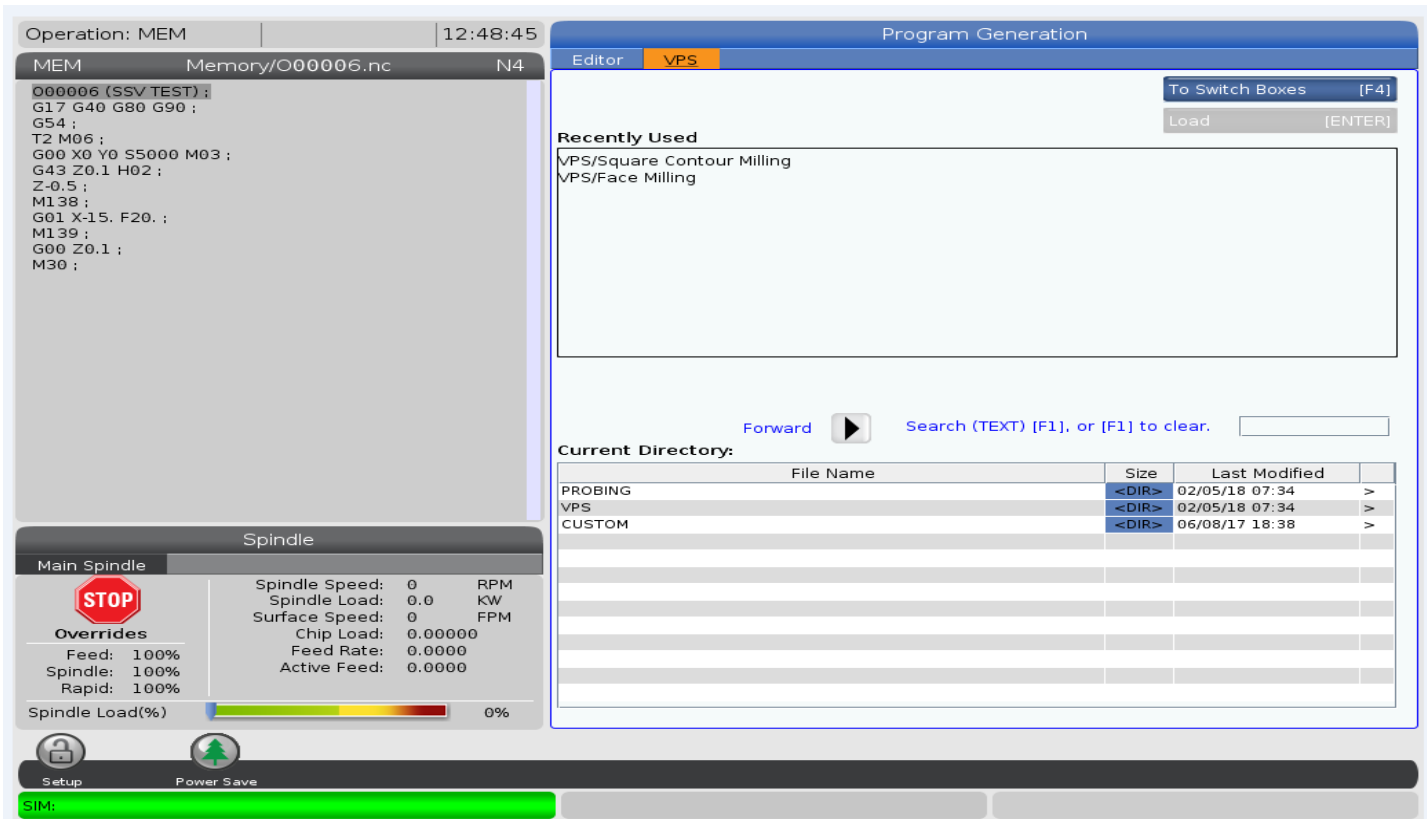 Operation: MEM 12:48:45
MEM Memory/O00006.nc N4
O00006 (SSV TEST) ;
G17 G40 G80 G90 ;
G54 ;
T2 M06 ;
G00 X0 Y0 S5000 M03 ;
G43 Z0.1 H02 ;
Z-0.5 ;
M138 ;
G01 X-15. F20. ;
M139 ;
G00 Z0.1 ;
M30 ;
Spindle
Main Spindle
STOP
Overrides
Feed: 100%
Spindle: 100%
Rapid: 100%
Spindle Speed: 0 RPM
Spindle Load: 0.0 KW
Surface Speed: 0 FPM
Chip Load: 0.00000
Feed Rate: 0.0000
Active Feed: 0.0000
Spindle Load(%) 0%
Program Generation
Editor VPS
To Switch Boxes [F4]
Load [ENTER]
Recently Used
VPS/Square Contour Milling
VPS/Face Milling
Forward Search (TEXT) [F1], or [F1] to clear.
Current Directory:
File Name Size Last Modified
PROBING <DIR> 02/05/18 07:34 >
VPS <DIR> 02/05/18 07:34 >
CUSTOM <DIR> 06/08/17 18:38 >
Setup Power Save
SIM: